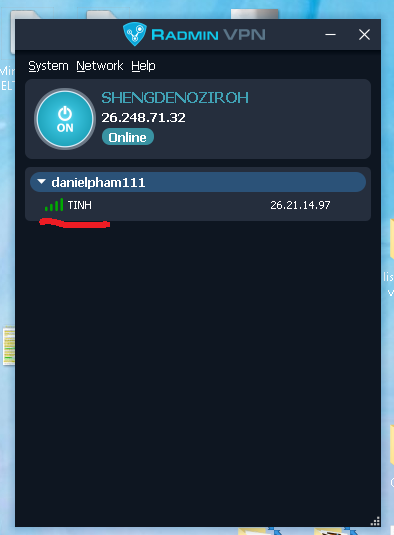 RADMIN VPN
System Network Help
SHENGDENOZIROH
26.248.71.32
ON
Online
danielpham111
TINH 26.21.14.97